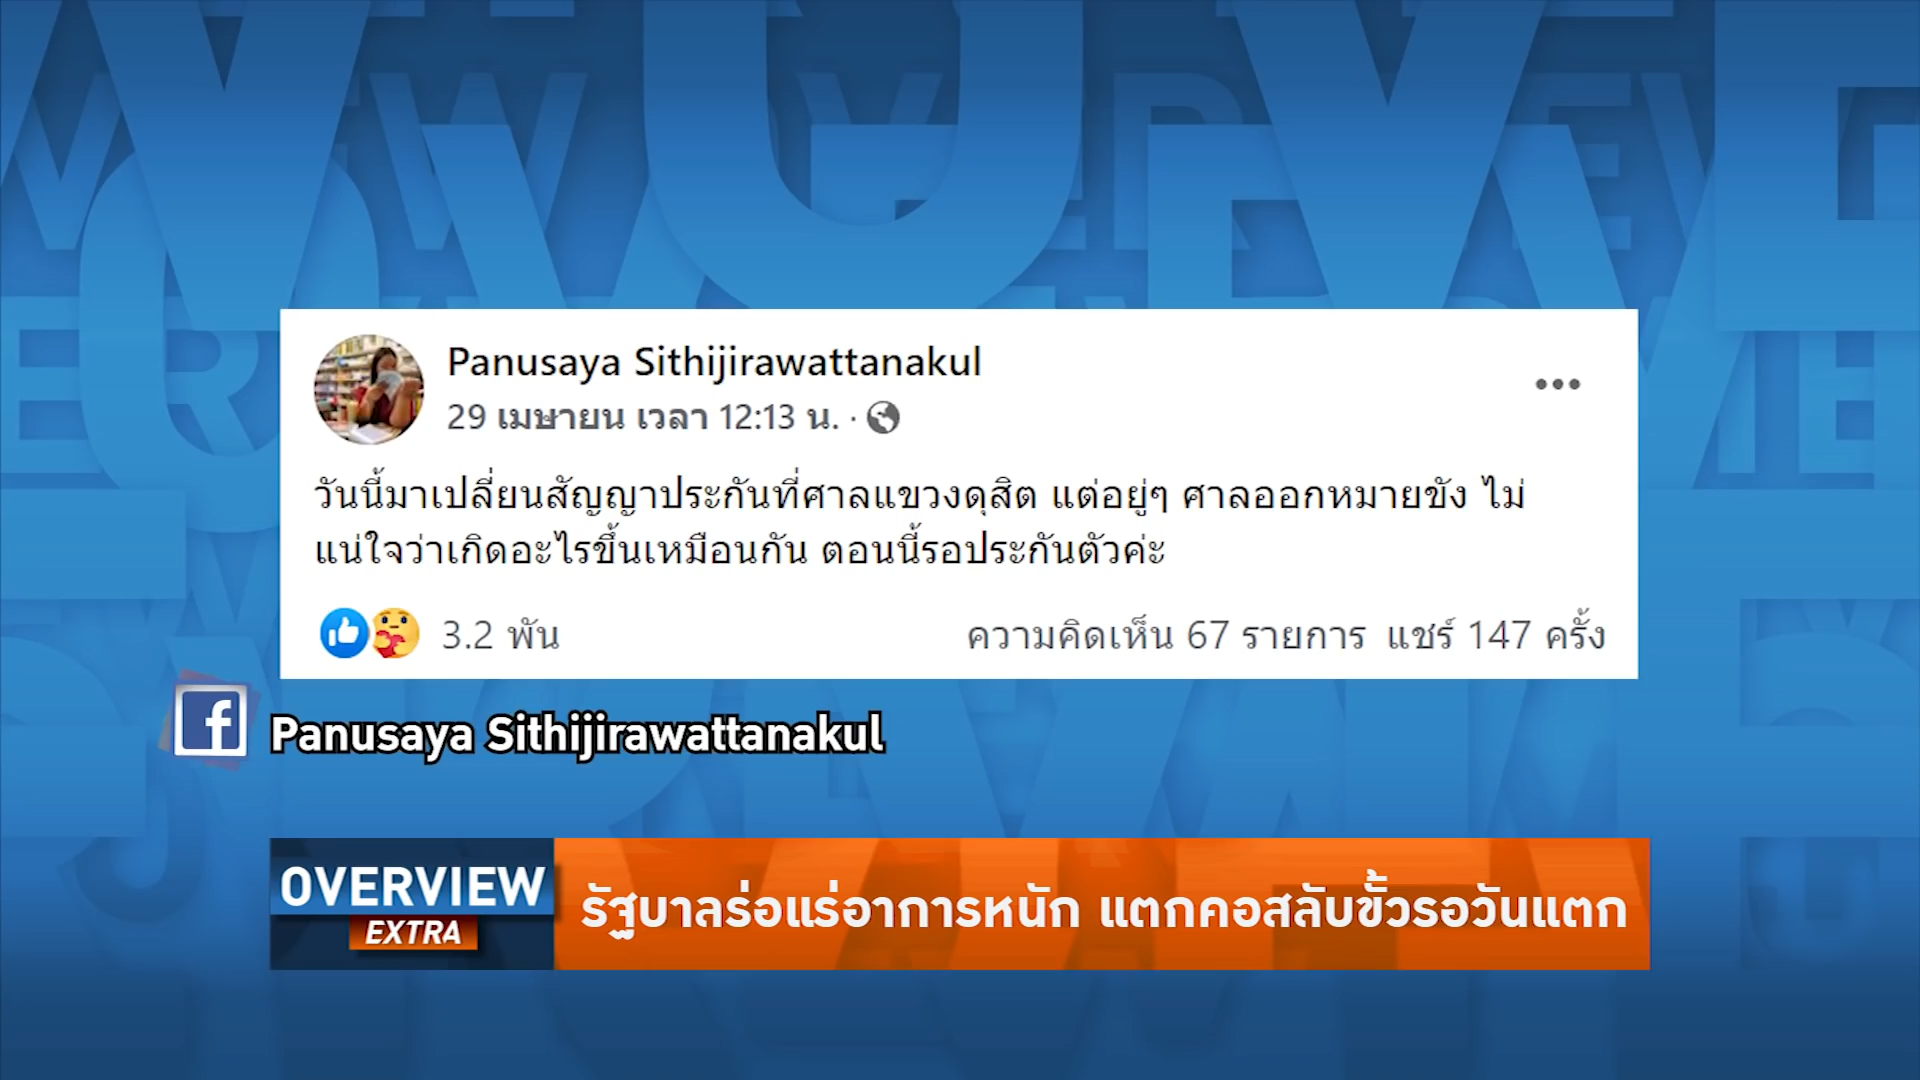 Panusaya Sithijirawattanakul
29 เมษายน เวลา 12:13 น. ·
วันนี้มาเปลี่ยนสัญญาประกันที่ศาลแขวงดุสิต แต่อยู่ๆ ศาลออกหมายขัง ไม่
แน่ใจว่าเกิดอะไรขึ้นเหมือนกัน ตอนนี้รอประกันตัวค่ะ
3.2 พัน ความคิดเห็น 67 รายการ แชร์ 147 ครั้ง
Panusaya Sithijirawattanakul
OVERVIEW
EXTRA
รัฐบาลร่อแร่อาการหนัก แตกคอสลับขั้วรอวันแตก